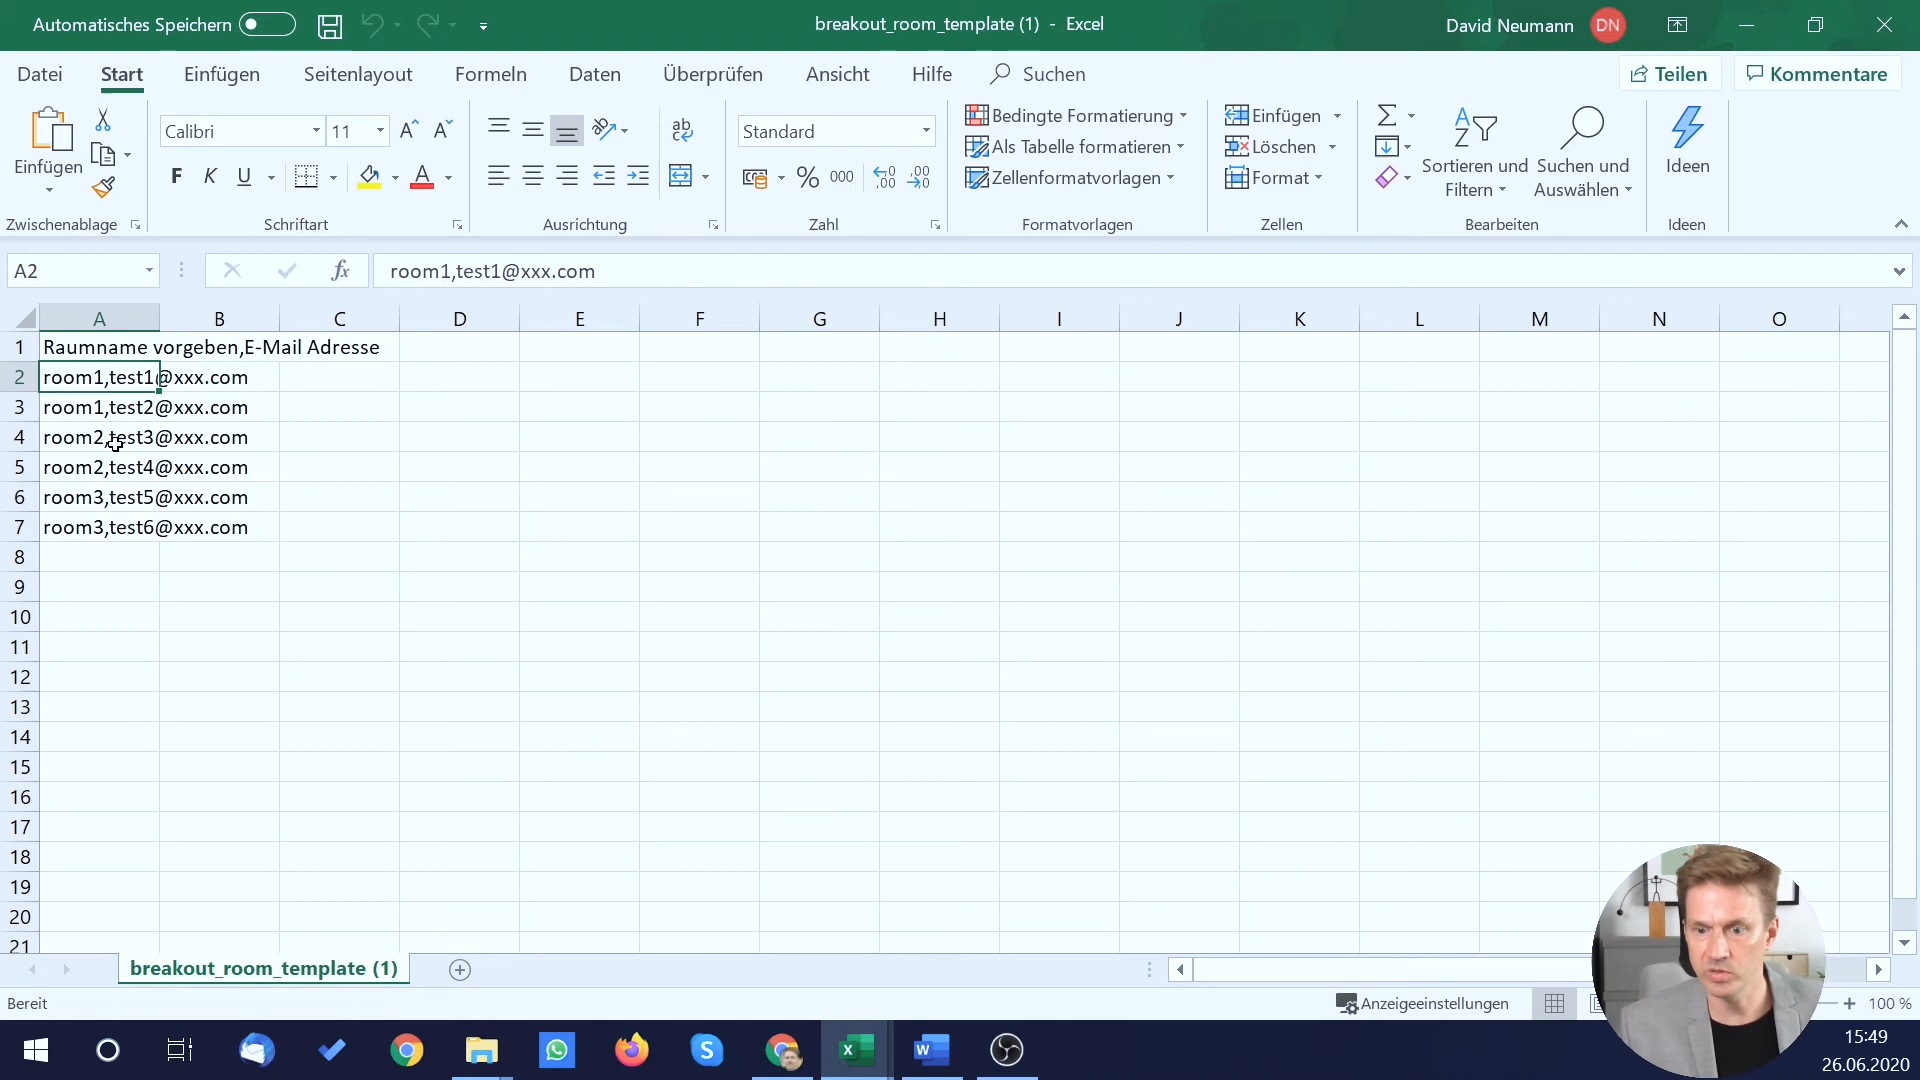 Automatisches Speichern
breakout_room_template (1) - Excel
David Neumann DN
Datei Start Einfügen Seitenlayout Formeln Daten Überprüfen Ansicht Hilfe Suchen Teilen Kommentare
Einfügen
Zwischenablage
Calibri 11
F K U
Schriftart
ab
Ausrichtung
Standard
% 000
Zahl
Bedingte Formatierung
Als Tabelle formatieren
Zellenformatvorlagen
Formatvorlagen
Einfügen
Löschen
Format
Zellen
Sortieren und
Filtern
Suchen und
Auswählen
Bearbeiten
Ideen
Ideen
A2 fx room1,test1@xxx.com
A B C D E F G H I J K L M N O
1 Raumname vorgeben,E-Mail Adresse
2 room1,test1@xxx.com
3 room1,test2@xxx.com
4 room2,test3@xxx.com
5 room2,test4@xxx.com
6 room3,test5@xxx.com
7 room3,test6@xxx.com
8
9
10
11
12
13
14
15
16
17
18
19
20
21
breakout_room_template (1)
Bereit
Anzeigeeinstellungen
100 %
15:49
26.06.2020